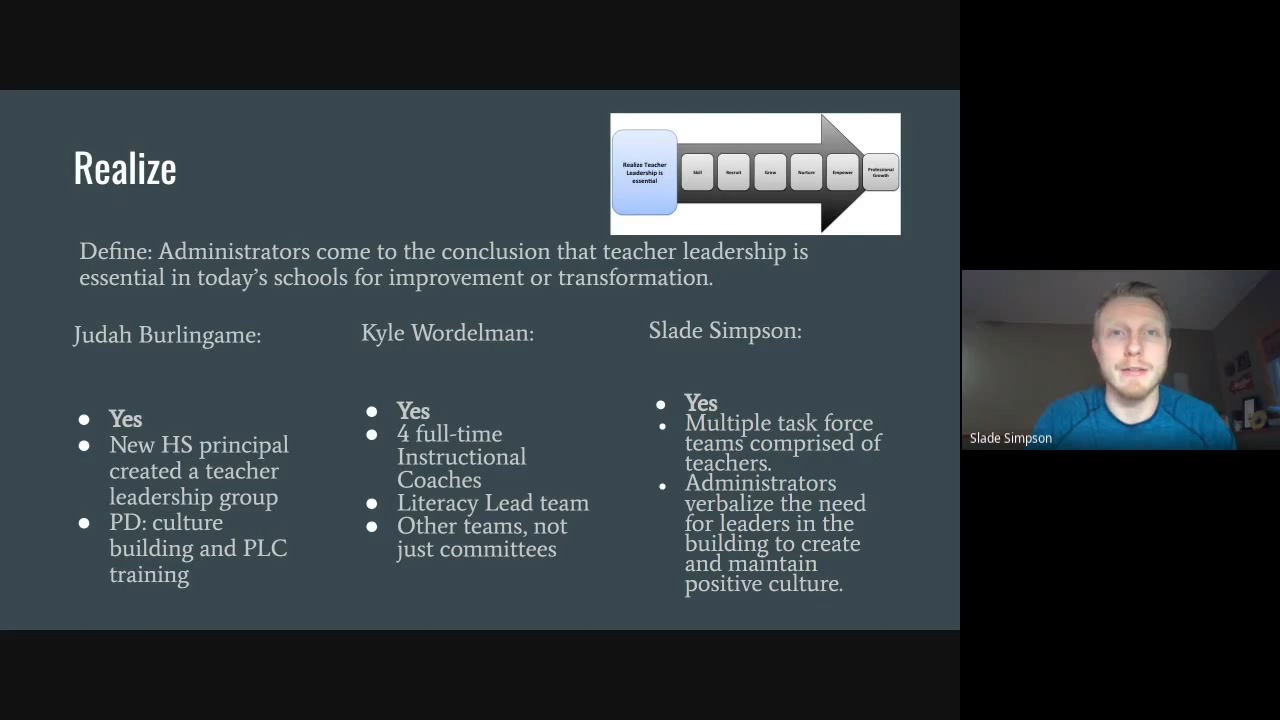 Realize
Realize Teacher
Leadership is
essential
Skill
Recruit
Grow
Nurture
Empower
Professional
Growth
Define: Administrators come to the conclusion that teacher leadership is
essential in today’s schools for improvement or transformation.
Judah Burlingame:
● Yes
● New HS principal
created a teacher
leadership group
● PD: culture
building and PLC
training
Kyle Wordelman:
● Yes
● 4 full-time
Instructional
Coaches
● Literacy Lead team
● Other teams, not
just committees
Slade Simpson:
● Yes
● Multiple task force
teams comprised of
teachers.
● Administrators
verbalize the need
for leaders in the
building to create
and maintain
positive culture.
Slade Simpson